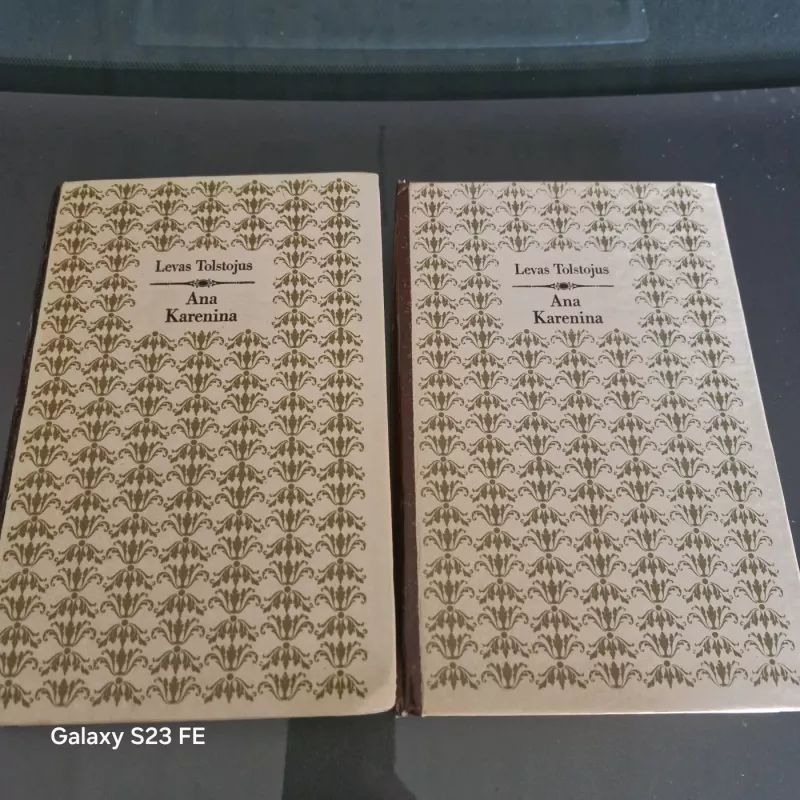 Levas Tolstojus
Ana
Karenina
Levas Tolstojus
Ana
Karenina
Galaxy S23 FE